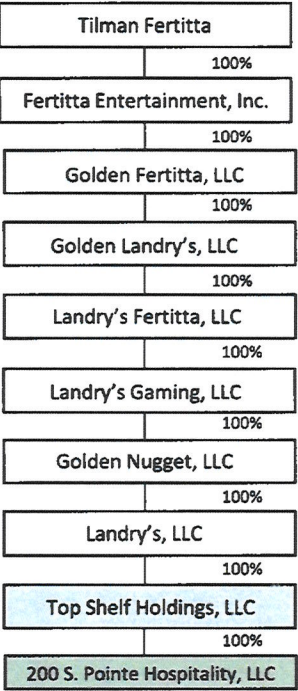 Tilman Fertitta
100%
Fertitta Entertainment, Inc.
100%
Golden Fertitta, LLC
100%
Golden Landry's, LLC
100%
Landry's Fertitta, LLC
100%
Landry's Gaming, LLC
100%
Golden Nugget, LLC
100%
Landry's, LLC
100%
Top Shelf Holdings, LLC
100%
200 S. Pointe Hospitality, LLC